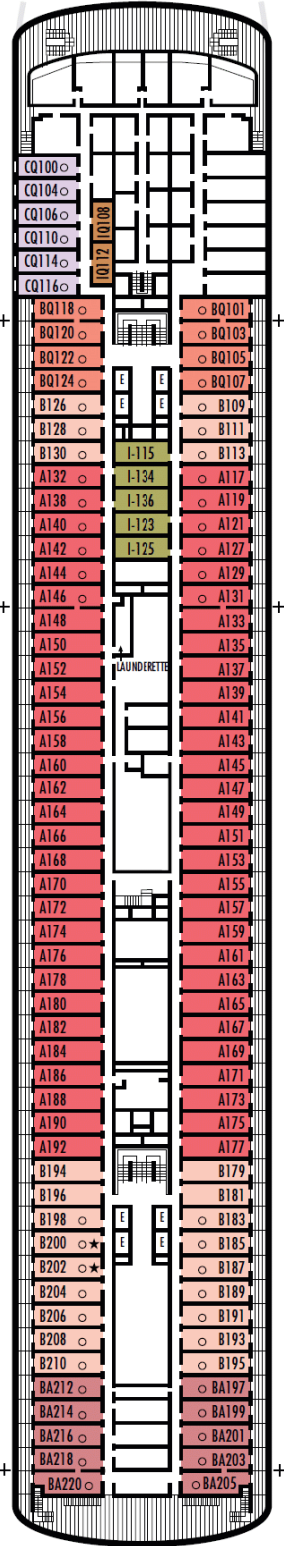 CQ100
CQ104
CQ106 IQ108
CQ110
CQ114 IQ112
CQ116
BQ118 BQ101
BQ120 BQ103
BQ122 BQ105
BQ124 E E BQ107
B126 E E B109
B128 B111
B130 I-115 B113
A132 I-134 A117
A138 I-136 A119
A140 I-123 A121
A142 I-125 A127
A144 A129
A146 A131
A148 A133
A150 A135
A152 LAUNDERETTE A137
A154 A139
A156 A141
A158 A143
A160 A145
A162 A147
A164 A149
A166 A151
A168 A153
A170 A155
A172 A157
A174 A159
A176 A161
A178 A163
A180 A165
A182 A167
A184 A169
A186 A171
A188 A173
A190 A175
A192 A177
B194 B179
B196 B181
B198 E E B183
B200 ★ E E B185
B202 ★ B187
B204 B189
B206 B191
B208 B193
B210 B195
BA212 BA197
BA214 BA199
BA216 BA201
BA218 BA203
BA220 BA205